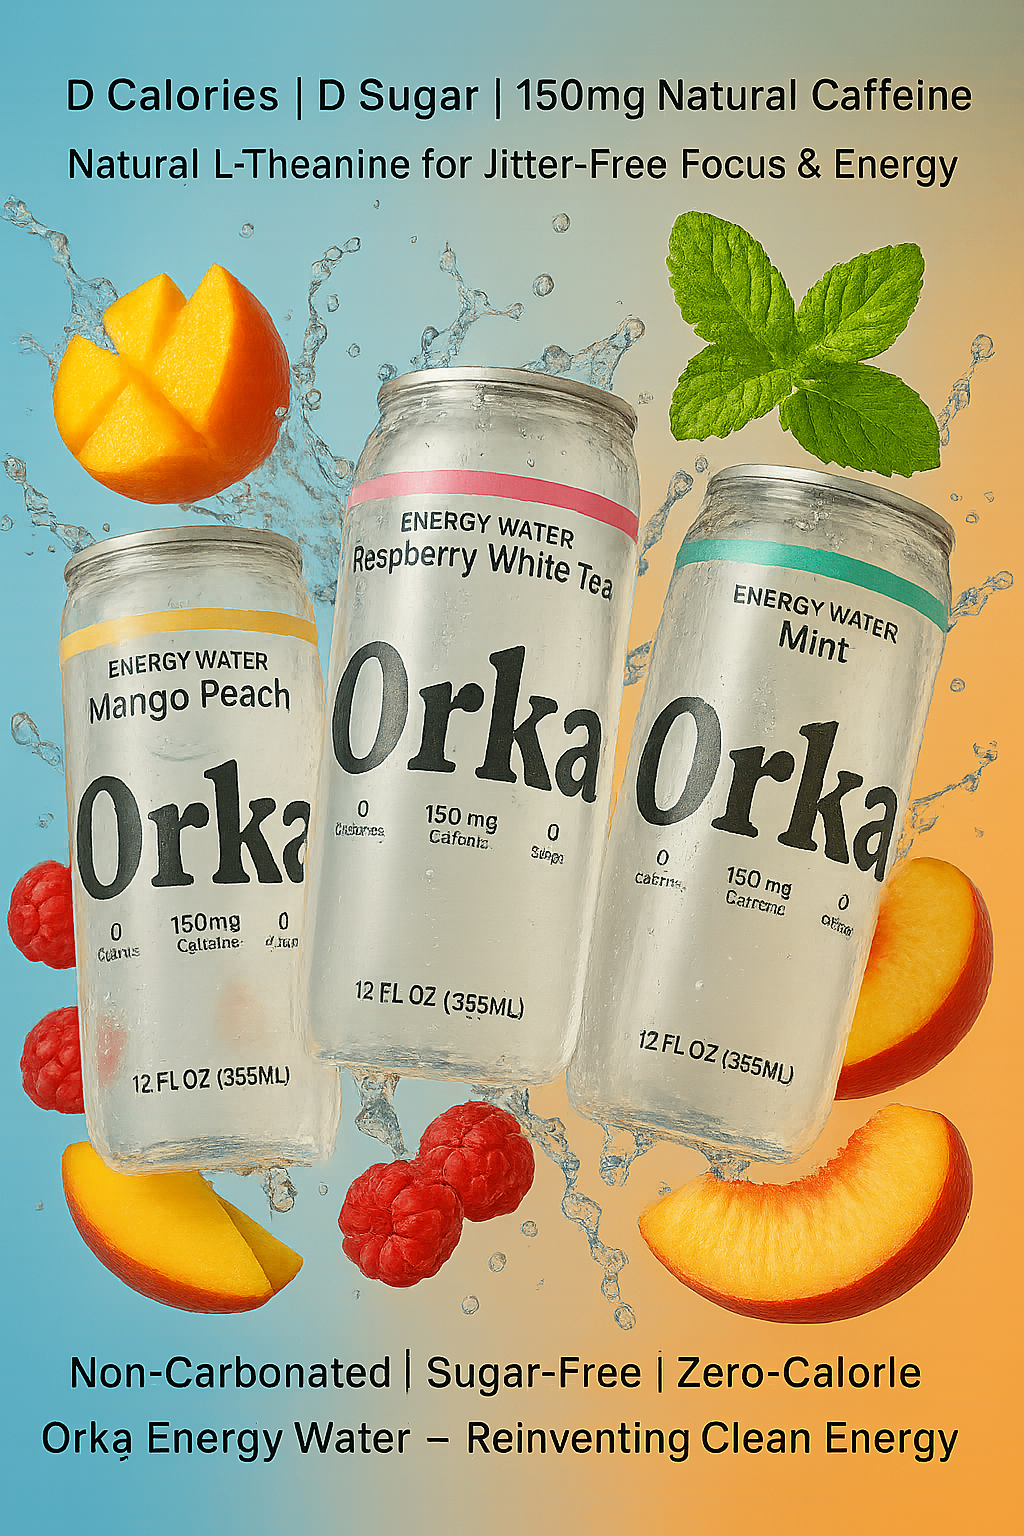 D Calories | D Sugar | 150mg Natural Caffeine
Natural L-Theanine for Jitter-Free Focus & Energy
ENERGY WATER
Mango Peach
Orka
0
150mg
Caltalne
0
12 FL OZ (355ML)
ENERGY WATER
Respberry White Tea
Orka
0
150 mg
0
12 FL OZ (355ML)
ENERGY WATER
Mint
Orka
0
150 mg
0
12 FL OZ (355ML)
Non-Carbonated | Sugar-Free | Zero-Calorle
Orka Energy Water – Reinventing Clean Energy